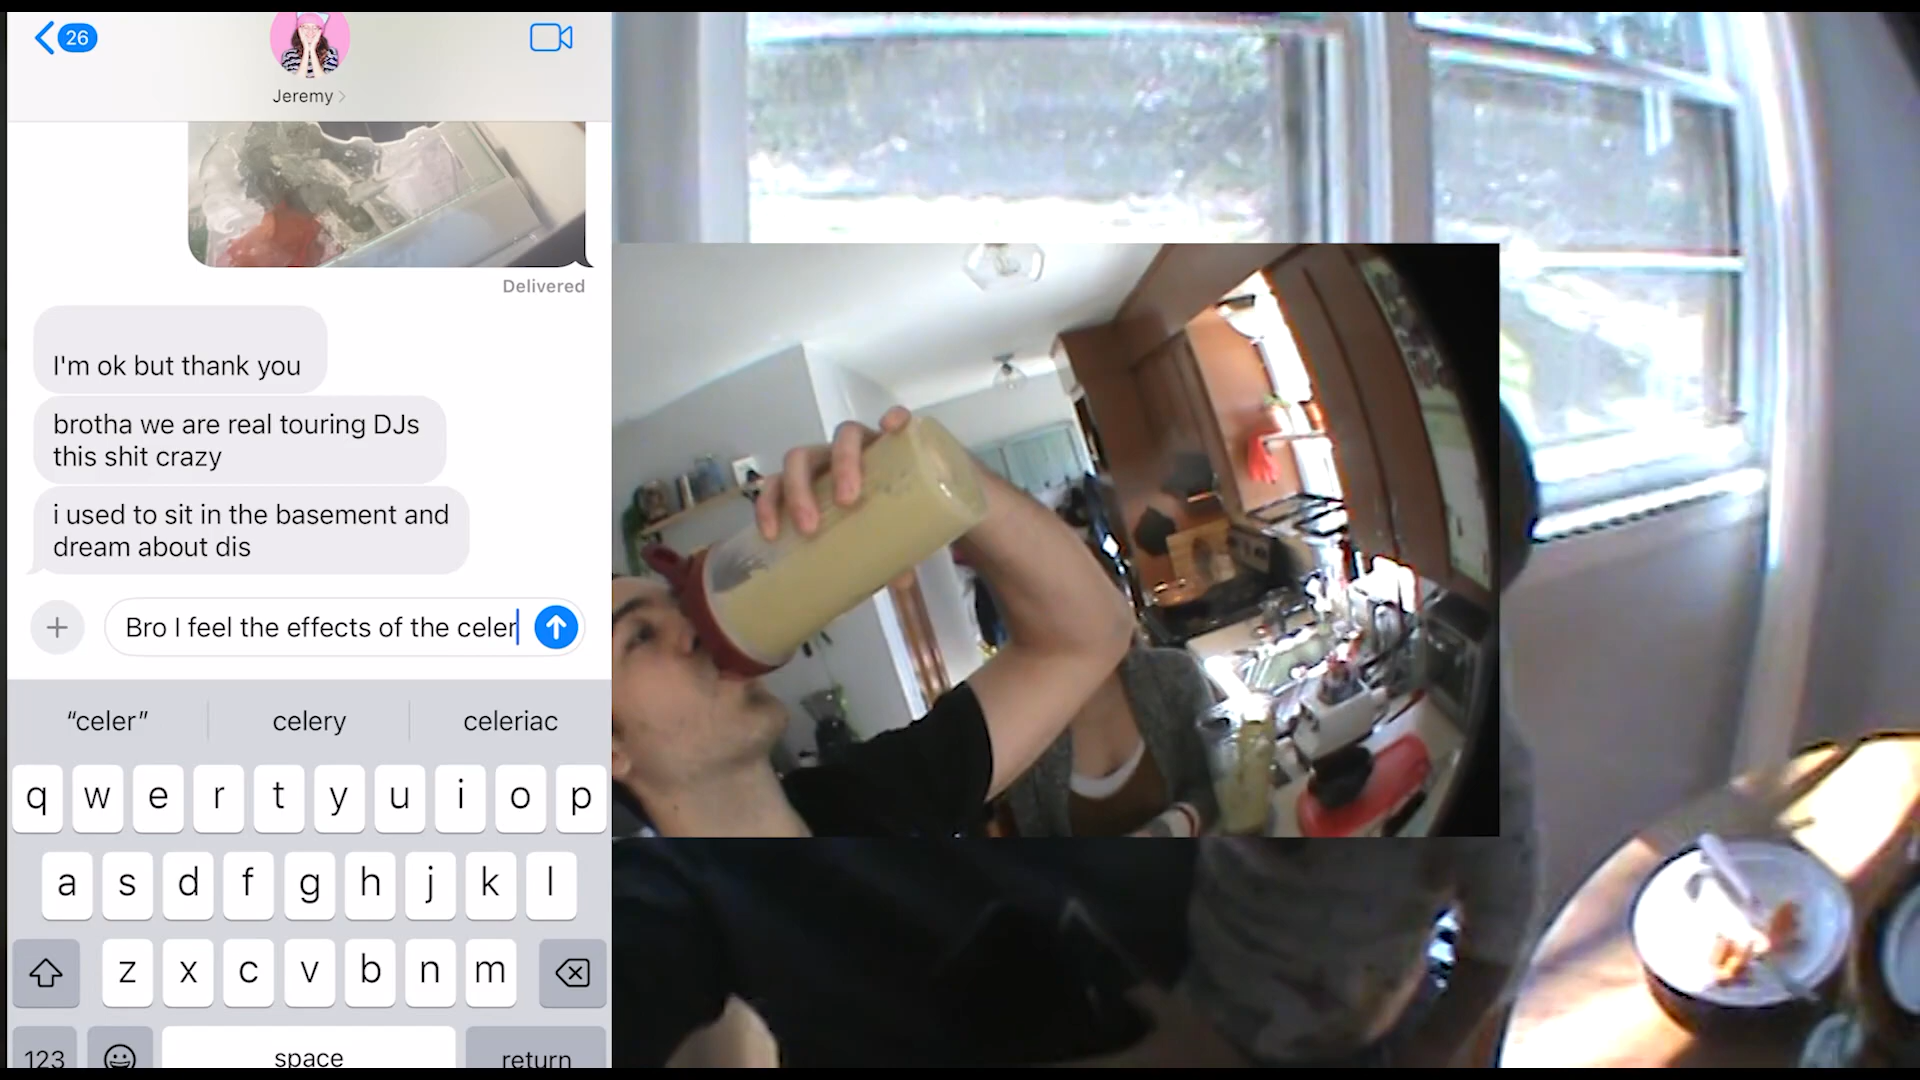 26
Jeremy
Delivered
I'm ok but thank you
brotha we are real touring DJs
this shit crazy
i used to sit in the basement and
dream about dis
Bro I feel the effects of the celer
“celer” celery celeriac
q w e r t y u i o p
a s d f g h j k l
z x c v b n m
123 space return